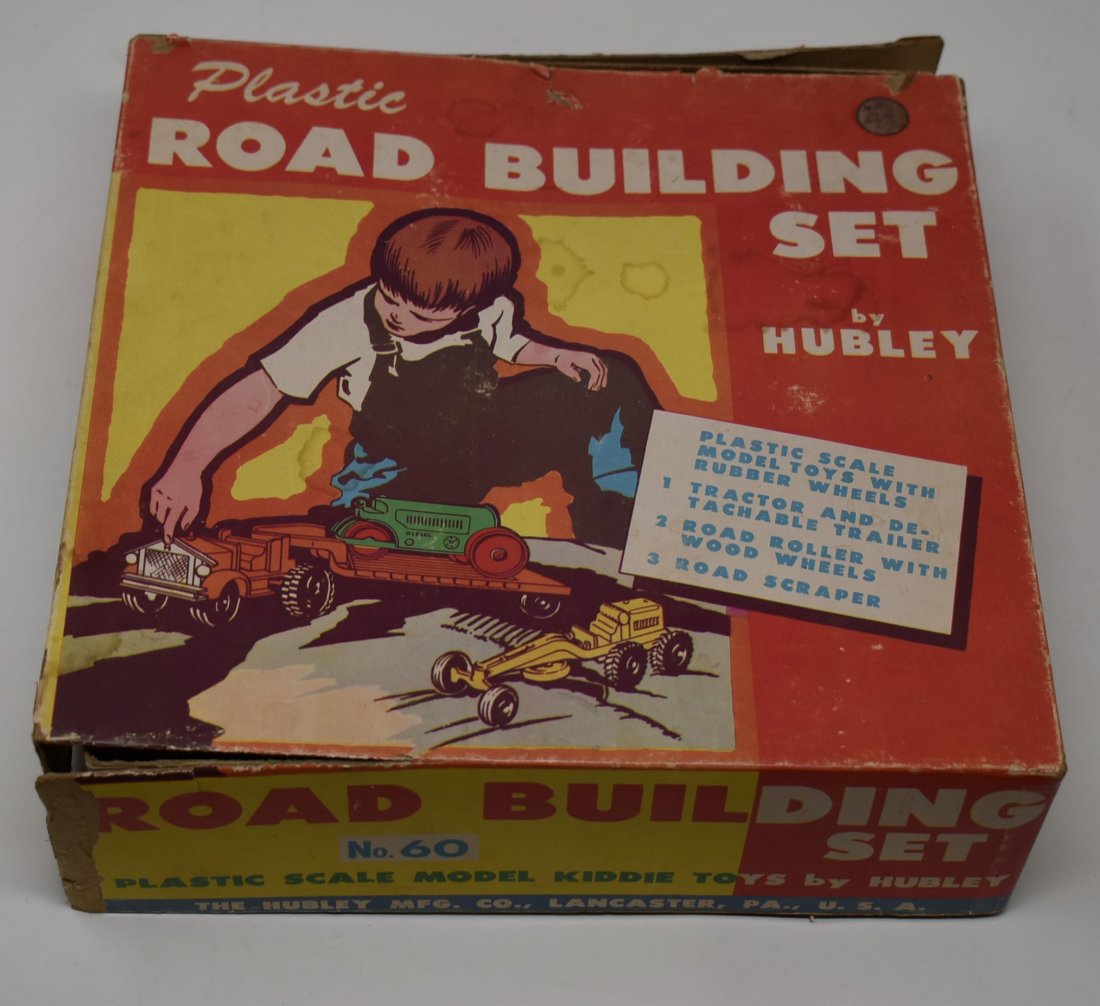 Plastic
ROAD BUILDING
SET
by
HUBLEY
PLASTIC SCALE
MODEL TOYS WITH
RUBBER WHEELS
1 TRACTOR AND DE-
TACHABLE TRAILER
2 ROAD ROLLER WITH
WOOD WHEELS
3 ROAD SCRAPER
DIESEL
ROAD BUILDING
SET
No. 60
PLASTIC SCALE MODEL KIDDIE TOYS by HUBLEY
THE HUBLEY MFG. CO., LANCASTER, PA., U. S. A.